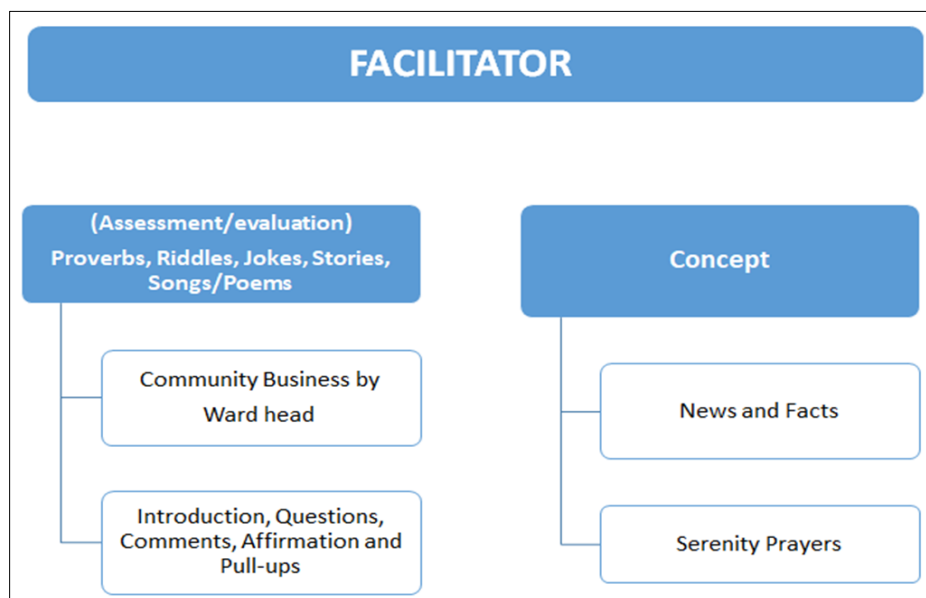 FACILITATOR
(Assessment/evaluation)
Proverbs, Riddles, Jokes, Stories,
Songs/Poems
Community Business by
Ward head
Introduction, Questions,
Comments, Affirmation and
Pull-ups
Concept
News and Facts
Serenity Prayers